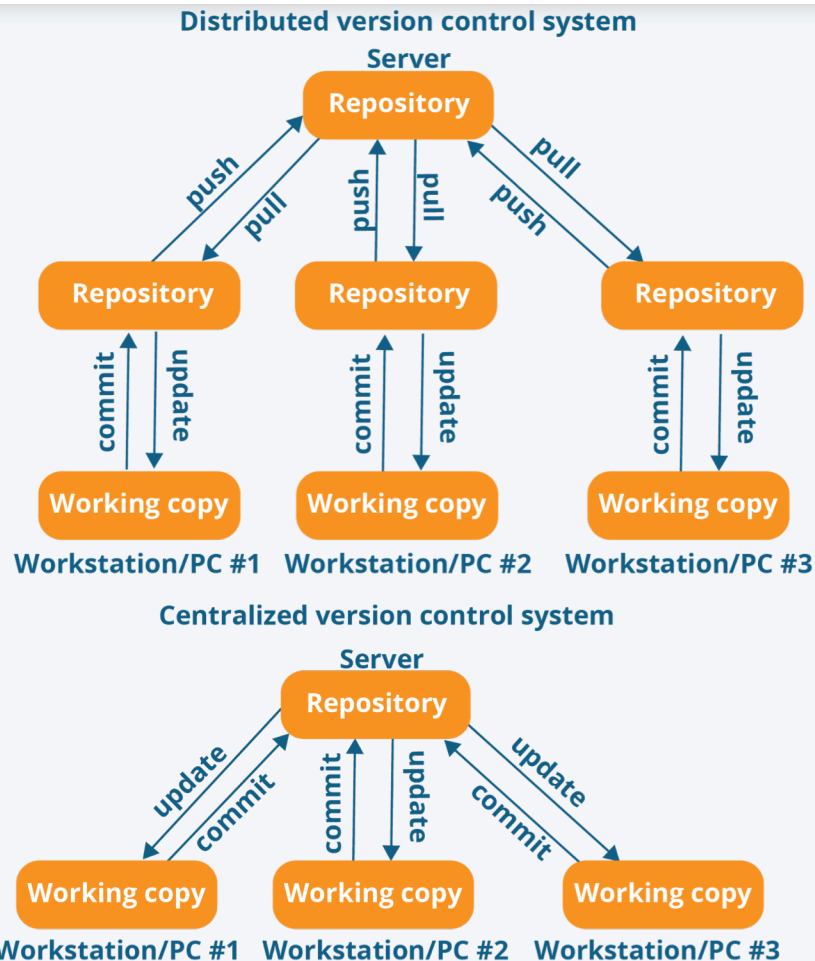 Distributed version control system
Server
Repository
push
pull
push
pull
push
pull
Repository
Repository
Repository
commit
update
commit
update
commit
update
Working copy
Working copy
Working copy
Workstation/PC #1
Workstation/PC #2
Workstation/PC #3
Centralized version control system
Server
Repository
update
commit
commit
update
commit
update
Working copy
Working copy
Working copy
Workstation/PC #1
Workstation/PC #2
Workstation/PC #3